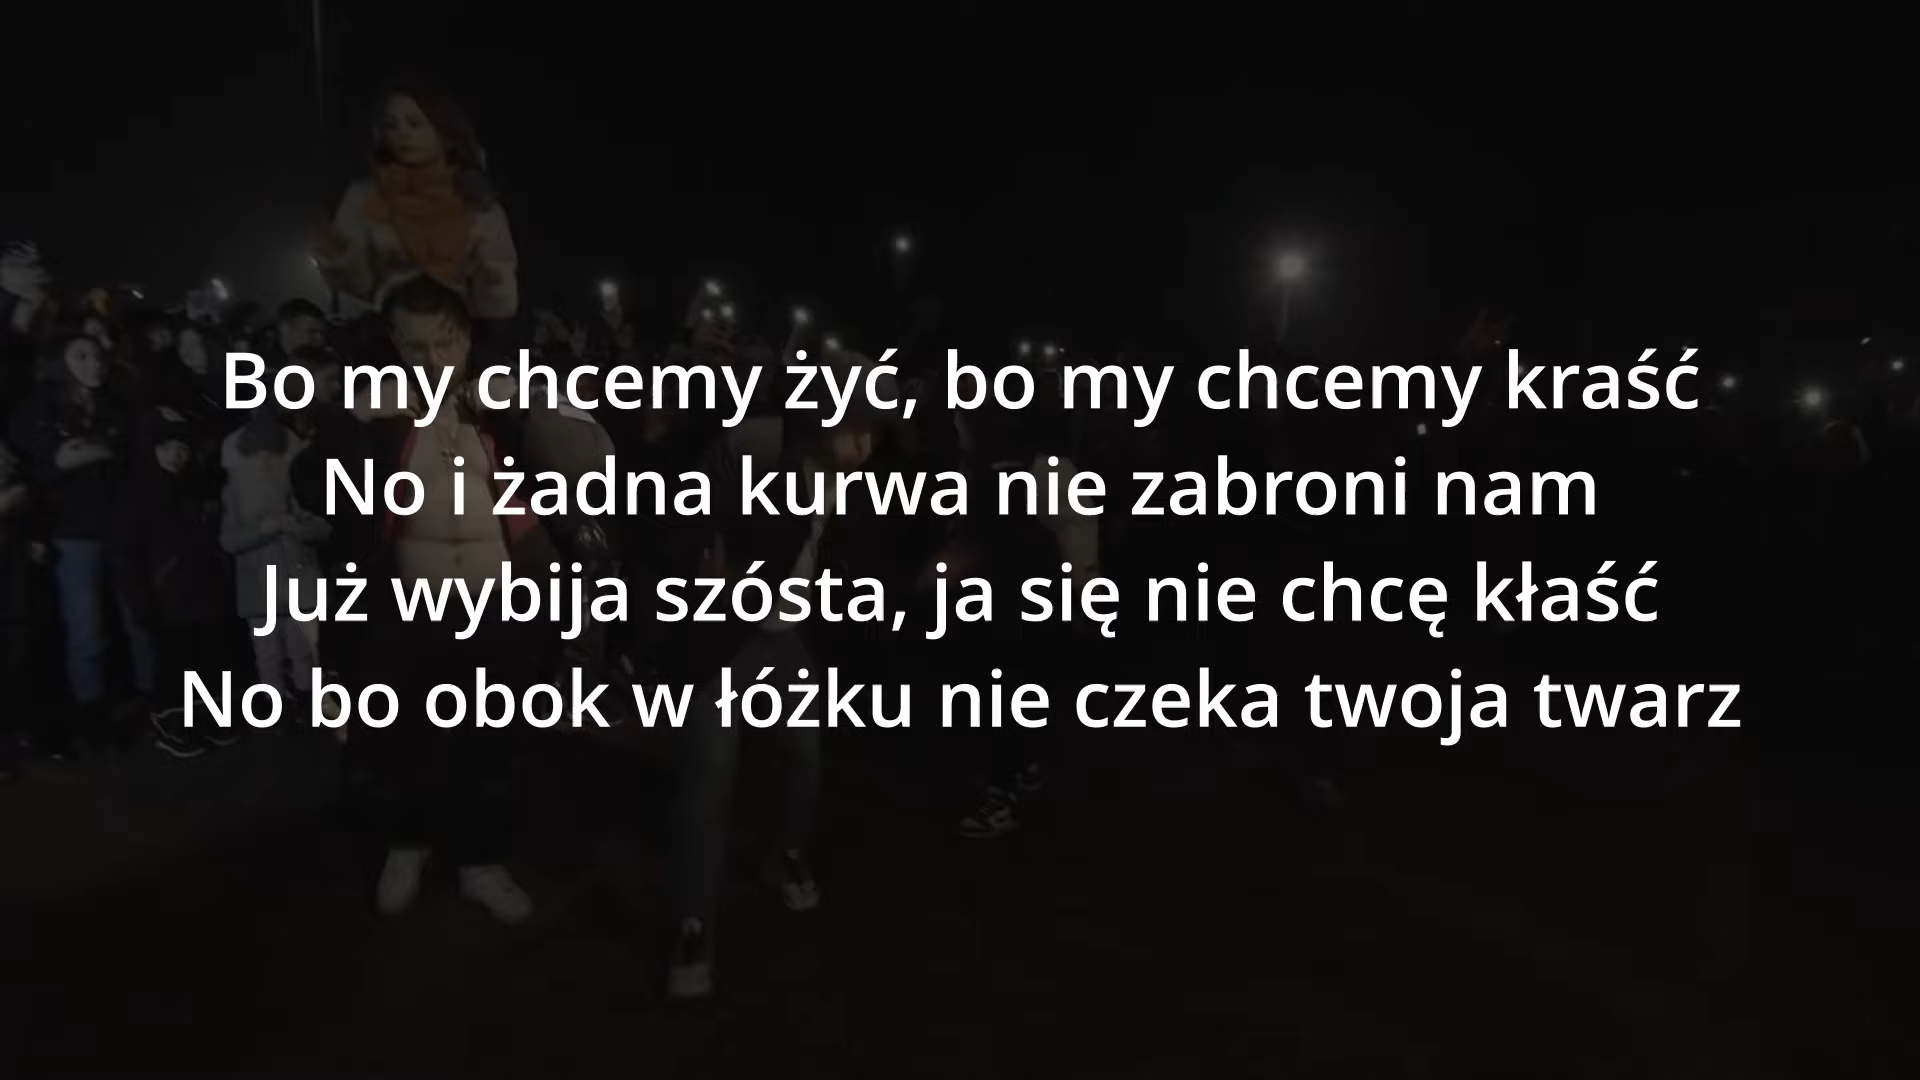 Bo my chcemy żyć, bo my chcemy kraść
No i żadna kurwa nie zabroni nam
Już wybija szósta, ja się nie chcę kłaść
No bo obok w łóżku nie czeka twoja twarz